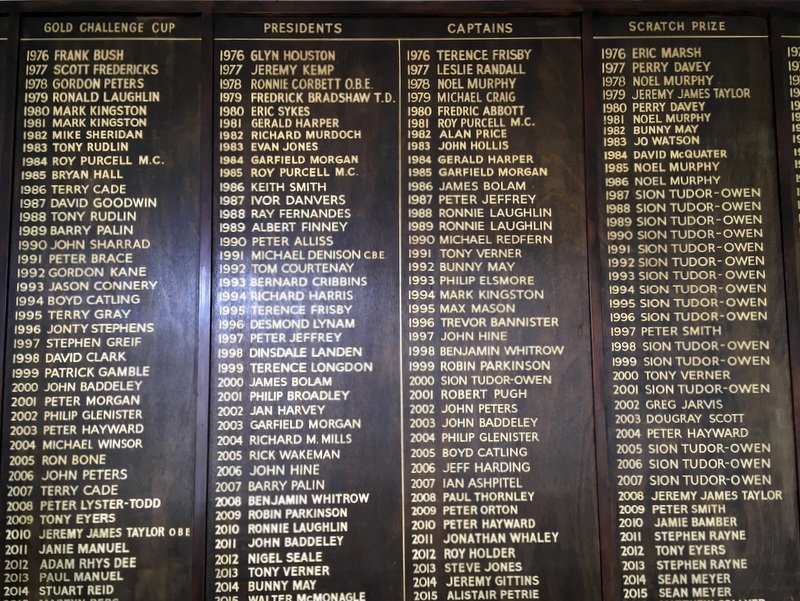 GOLD CHALLENGE CUP
1976 FRANK BUSH
1977 SCOTT FREDERICKS
1978 GORDON PETERS
1979 RONALD LAUGHLIN
1980 MARK KINGSTON
1981 MARK KINGSTON
1982 MIKE SHERIDAN
1983 TONY RUDLIN
1984 ROY PURCELL M.C.
1985 BRYAN HALL
1986 TERRY CADE
1987 DAVID GOODWIN
1988 TONY RUDLIN
1989 BARRY PALIN
1990 JOHN SHARRAD
1991 PETER BRACE
1992 GORDON KANE
1993 JASON CONNERY
1994 BOYD CATLING
1995 TERRY GRAY
1996 JONTY STEPHENS
1997 STEPHEN GREIF
1998 DAVID CLARK
1999 PATRICK GAMBLE
2000 JOHN BADDELEY
2001 PETER MORGAN
2002 PHILIP GLENISTER
2003 PETER HAYWARD
2004 MICHAEL WINSOR
2005 RON BONE
2006 JOHN PETERS
2007 TERRY CADE
2008 PETER LYSTER-TODD
2009 TONY EYERS
2010 JEREMY JAMES TAYLOR O B E
2011 JANIE MANUEL
2012 ADAM RHYS DEE
2013 PAUL MANUEL
2014 STUART REID
PRESIDENTS
1976 GLYN HOUSTON
1977 JEREMY KEMP
1978 RONNIE CORBETT O.B.E.
1979 FREDRICK BRADSHAW T.D.
1980 ERIC SYKES
1981 GERALD HARPER
1982 RICHARD MURDOCH
1983 EVAN JONES
1984 GARFIELD MORGAN
1985 ROY PURCELL M.C.
1986 KEITH SMITH
1987 IVOR DANVERS
1988 RAY FERNANDES
1989 ALBERT FINNEY
1990 PETER ALLISS
1991 MICHAEL DENISON C.B.E.
1992 TOM COURTENAY
1993 BERNARD CRIBBINS
1994 RICHARD HARRIS
1995 TERENCE FRISBY
1996 DESMOND LYNAM
1997 PETER JEFFREY
1998 DINSDALE LANDEN
1999 TERENCE LONGDON
2000 JAMES BOLAM
2001 PHILIP BROADLEY
2002 JAN HARVEY
2003 GARFIELD MORGAN
2004 RICHARD M. MILLS
2005 RICK WAKEMAN
2006 JOHN HINE
2007 BARRY PALIN
2008 BENJAMIN WHITROW
2009 ROBIN PARKINSON
2010 RONNIE LAUGHLIN
2011 JOHN BADDELEY
2012 NIGEL SEALE
2013 TONY VERNER
2014 BUNNY MAY
2015 WALTER McMONAGLE
CAPTAINS
1976 TERENCE FRISBY
1977 LESLIE RANDALL
1978 NOEL MURPHY
1979 MICHAEL CRAIG
1980 FREDRIC ABBOTT
1981 ROY PURCELL M.C.
1982 ALAN PRICE
1983 JOHN HOLLIS
1984 GERALD HARPER
1985 GARFIELD MORGAN
1986 JAMES BOLAM
1987 PETER JEFFREY
1988 RONNIE LAUGHLIN
1989 RONNIE LAUGHLIN
1990 MICHAEL REDFERN
1991 TONY VERNER
1992 BUNNY MAY
1993 PHILIP ELSMORE
1994 MARK KINGSTON
1995 MAX MASON
1996 TREVOR BANNISTER
1997 JOHN HINE
1998 BENJAMIN WHITROW
1999 ROBIN PARKINSON
2000 SION TUDOR-OWEN
2001 ROBERT PUGH
2002 JOHN PETERS
2003 JOHN BADDELEY
2004 PHILIP GLENISTER
2005 BOYD CATLING
2006 JEFF HARDING
2007 IAN ASHPITEL
2008 PAUL THORNLEY
2009 PETER ORTON
2010 PETER HAYWARD
2011 JONATHAN WHALEY
2012 ROY HOLDER
2013 STEVE JONES
2014 JEREMY GITTINS
2015 ALISTAIR PETRIE
SCRATCH PRIZE
1976 ERIC MARSH
1977 PERRY DAVEY
1978 NOEL MURPHY
1979 JEREMY JAMES TAYLOR
1980 PERRY DAVEY
1981 NOEL MURPHY
1982 BUNNY MAY
1983 JO WATSON
1984 DAVID McQUATER
1985 NOEL MURPHY
1986 NOEL MURPHY
1987 SION TUDOR-OWEN
1988 SION TUDOR-OWEN
1989 SION TUDOR-OWEN
1990 SION TUDOR-OWEN
1991 SION TUDOR-OWEN
1992 SION TUDOR-OWEN
1993 SION TUDOR-OWEN
1994 SION TUDOR-OWEN
1995 SION TUDOR-OWEN
1996 SION TUDOR-OWEN
1997 PETER SMITH
1998 SION TUDOR-OWEN
1999 SION TUDOR-OWEN
2000 TONY VERNER
2001 SION TUDOR-OWEN
2002 GREG JARVIS
2003 DOUGRAY SCOTT
2004 PETER HAYWARD
2005 SION TUDOR-OWEN
2006 SION TUDOR-OWEN
2007 SION TUDOR-OWEN
2008 JEREMY JAMES TAYLOR
2009 PETER SMITH
2010 JAMIE BAMBER
2011 STEPHEN RAYNE
2012 TONY EYERS
2013 STEPHEN RAYNE
2014 SEAN MEYER
2015 SEAN MEYER